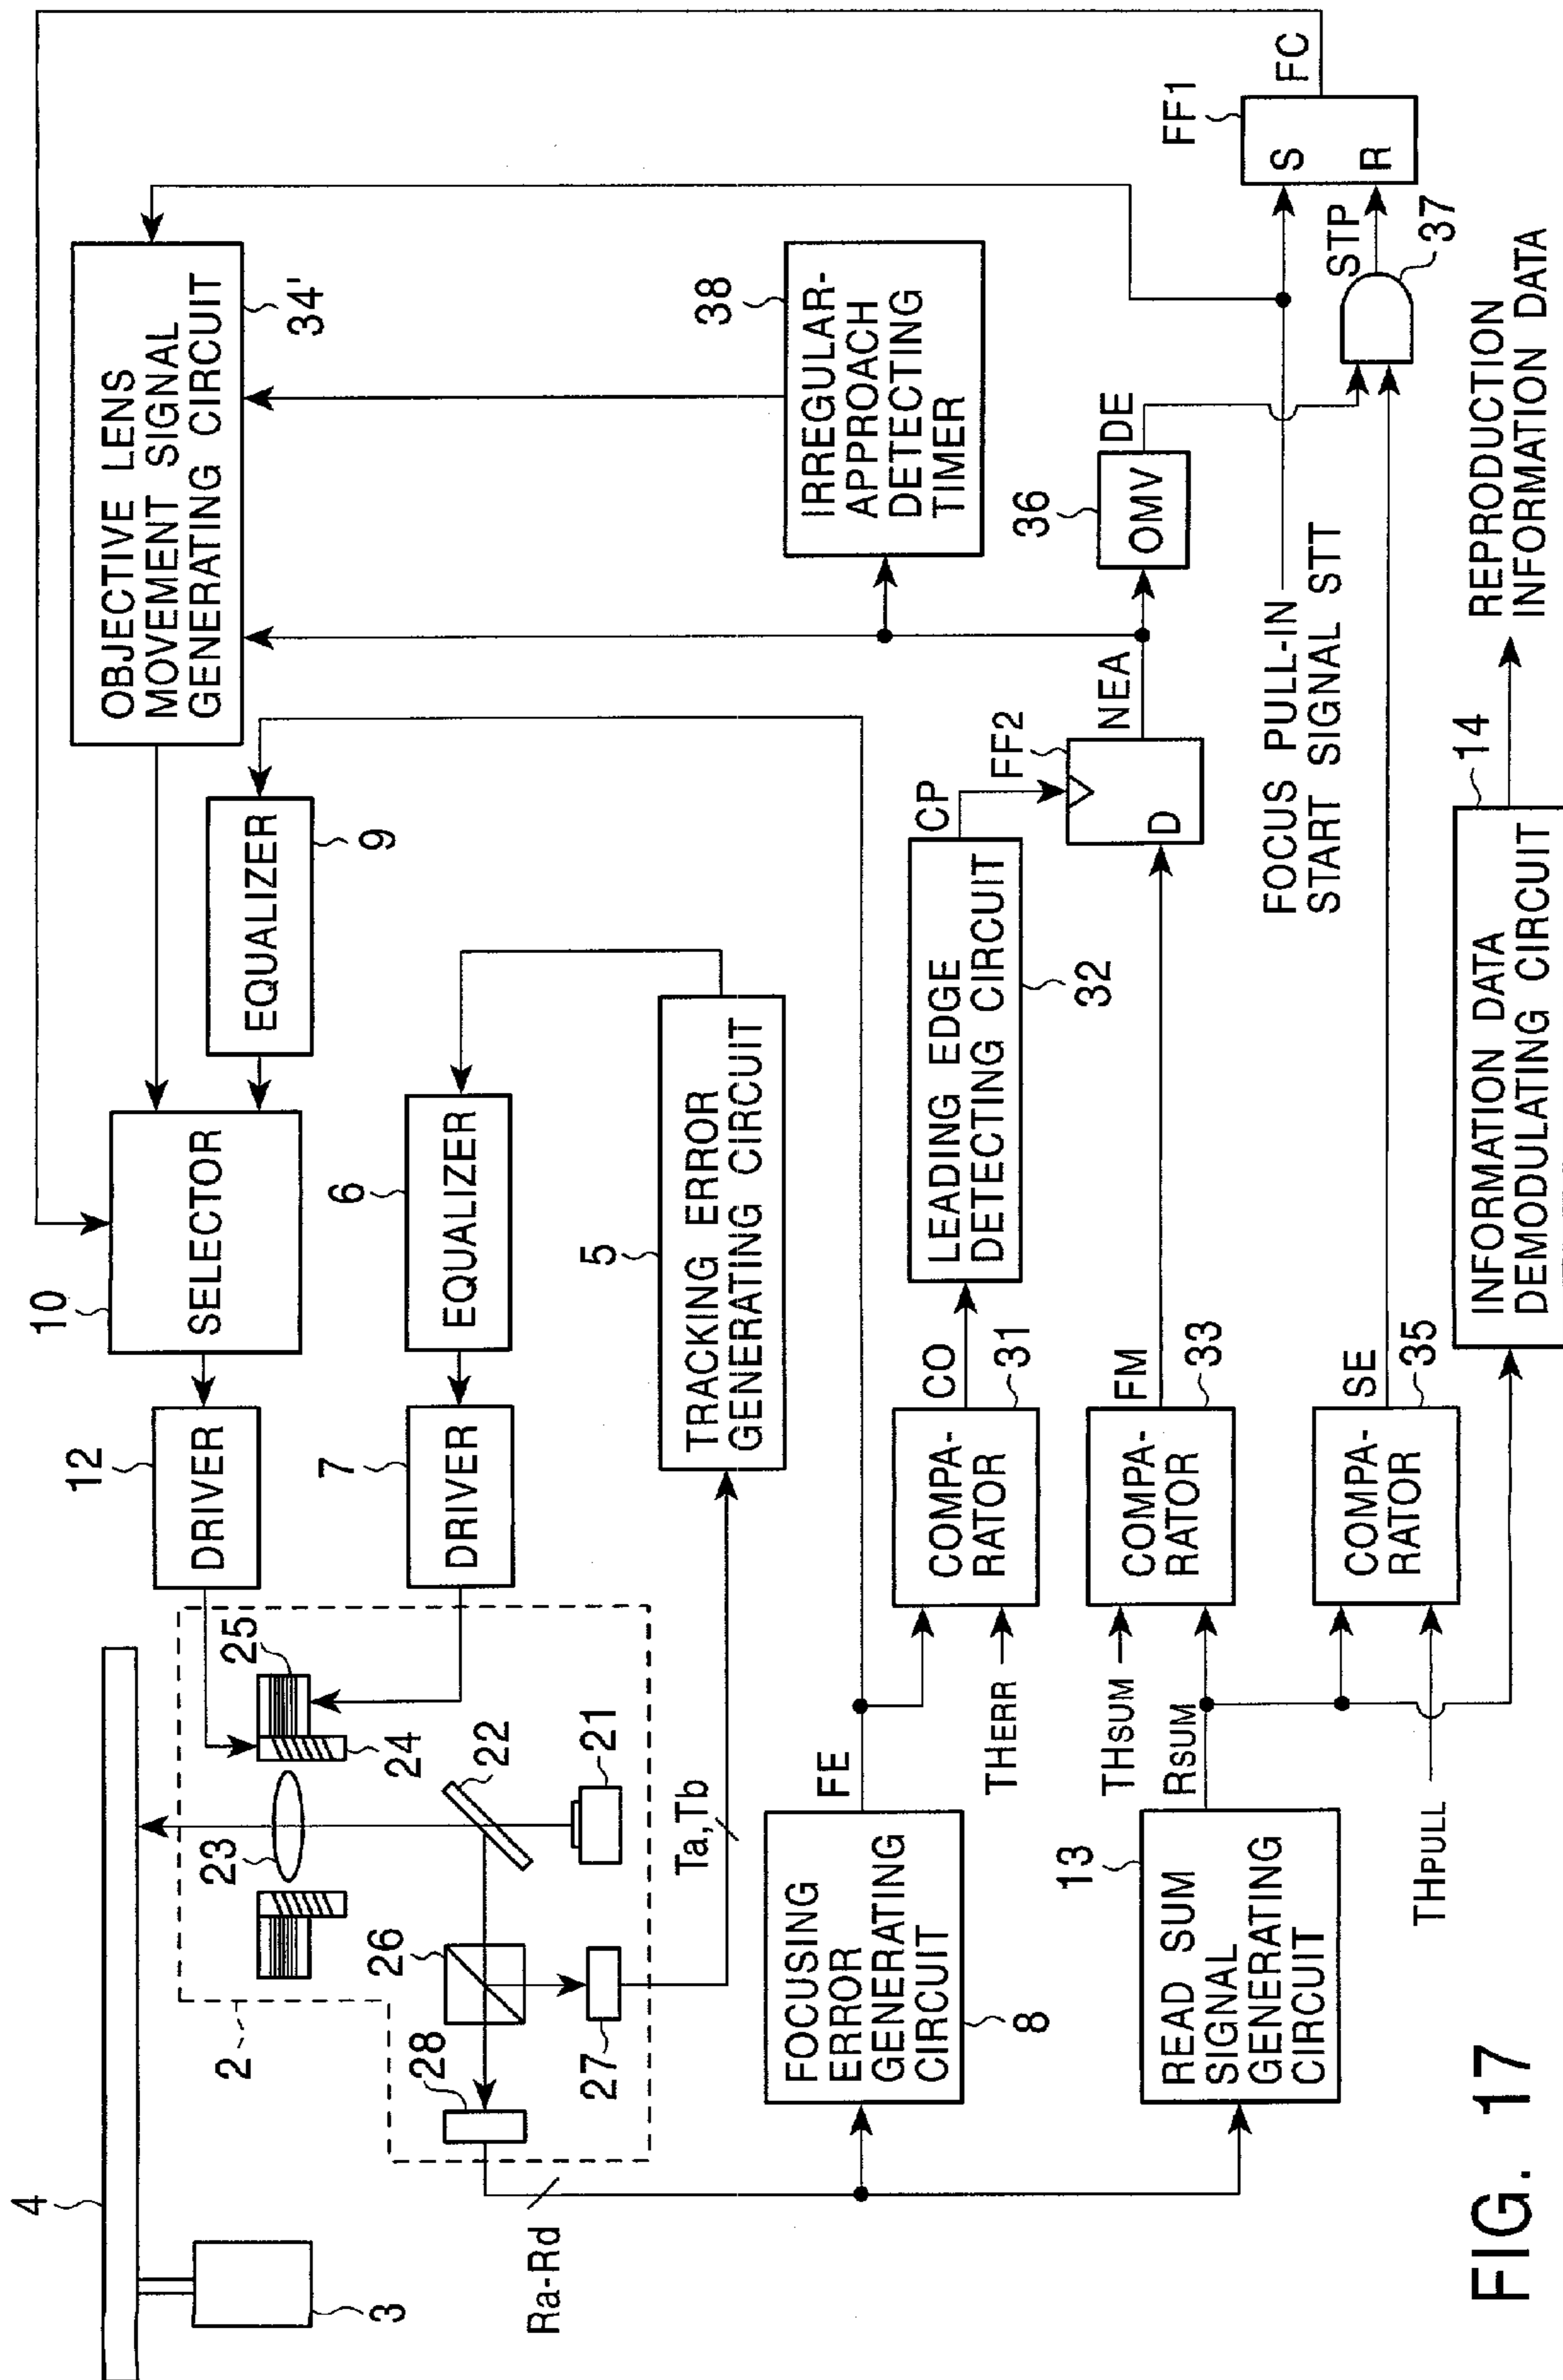 4
3
2
12
DRIVER
10
SELECTOR
OBJECTIVE LENS
MOVEMENT SIGNAL
GENERATING CIRCUIT
34'
EQUALIZER
9
7
DRIVER
6
EQUALIZER
25
24
23
22
21
26
27
28
Ta,Tb
Ra-Rd
5
TRACKING ERROR
GENERATING CIRCUIT
38
IRREGULAR-
APPROACH
DETECTING
TIMER
FOCUSING
ERROR
GENERATING
CIRCUIT
8
FE
THERR
COMPA-
RATOR
31
CO
LEADING EDGE
DETECTING CIRCUIT
32
CP
FF2
D
NEA
36
OMV
DE
13
READ SUM
SIGNAL
GENERATING
CIRCUIT
THSUM
RSUM
COMPA-
RATOR
33
FM
THPULL
COMPA-
RATOR
35
SE
FOCUS PULL-IN
START SIGNAL STT
STP
37
FF1
S
R
FC
14
INFORMATION DATA
DEMODULATING CIRCUIT
REPRODUCTION
INFORMATION DATA
FIG. 17